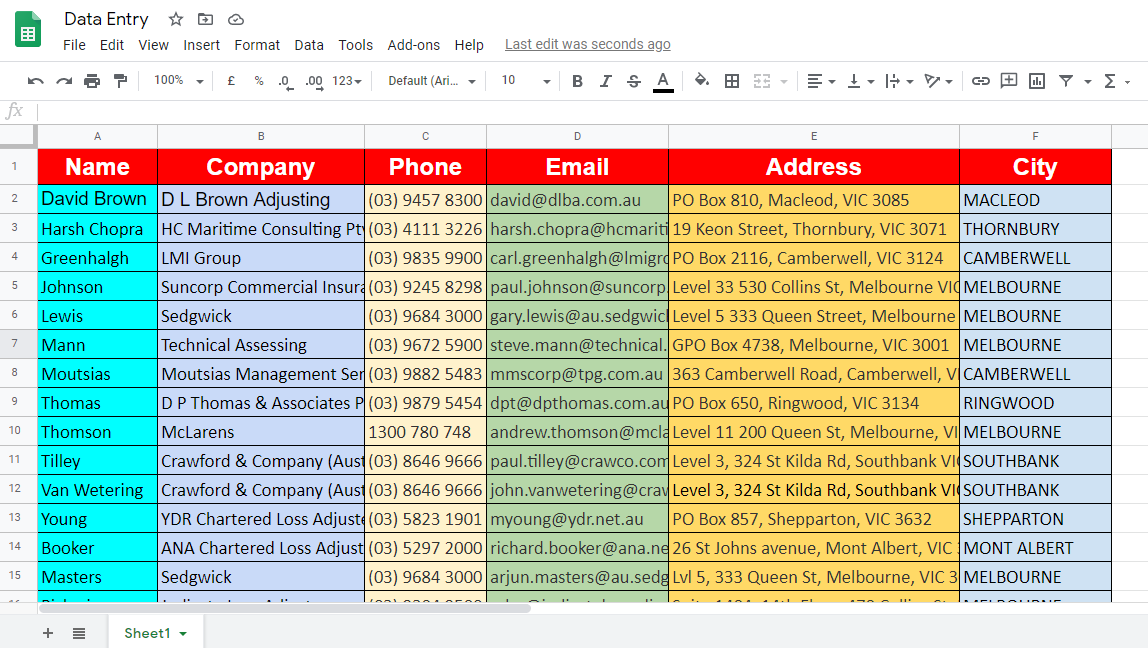 Data Entry
File Edit View Insert Format Data Tools Add-ons Help Last edit was seconds ago
100% £ % .0 .00 123 Default (Ari... 10 B I S A Σ
fx
A B C D E F
1 Name Company Phone Email Address City
2 David Brown D L Brown Adjusting (03) 9457 8300 david@dlba.com.au PO Box 810, Macleod, VIC 3085 MACLEOD
3 Harsh Chopra HC Maritime Consulting Pty (03) 4111 3226 harsh.chopra@hcmariti 19 Keon Street, Thornbury, VIC 3071 THORNBURY
4 Greenhalgh LMI Group (03) 9835 9900 carl.greenhalgh@lmigro PO Box 2116, Camberwell, VIC 3124 CAMBERWELL
5 Johnson Suncorp Commercial Insura (03) 9245 8298 paul.johnson@suncorp. Level 33 530 Collins St, Melbourne VIC MELBOURNE
6 Lewis Sedgwick (03) 9684 3000 gary.lewis@au.sedgwick Level 5 333 Queen Street, Melbourne MELBOURNE
7 Mann Technical Assessing (03) 9672 5900 steve.mann@technical. GPO Box 4738, Melbourne, VIC 3001 MELBOURNE
8 Moutsias Moutsias Management Ser (03) 9882 5483 mmscorp@tpg.com.au 363 Camberwell Road, Camberwell, VI CAMBERWELL
9 Thomas D P Thomas & Associates P (03) 9879 5454 dpt@dpthomas.com.au PO Box 650, Ringwood, VIC 3134 RINGWOOD
10 Thomson McLarens 1300 780 748 andrew.thomson@mcla Level 11 200 Queen St, Melbourne, VI MELBOURNE
11 Tilley Crawford & Company (Aust (03) 8646 9666 paul.tilley@crawco.com Level 3, 324 St Kilda Rd, Southbank VIC SOUTHBANK
12 Van Wetering Crawford & Company (Aust (03) 8646 9666 john.vanwetering@craw Level 3, 324 St Kilda Rd, Southbank VIC SOUTHBANK
13 Young YDR Chartered Loss Adjuste (03) 5823 1901 myoung@ydr.net.au PO Box 857, Shepparton, VIC 3632 SHEPPARTON
14 Booker ANA Chartered Loss Adjust (03) 5297 2000 richard.booker@ana.ne 26 St Johns avenue, Mont Albert, VIC MONT ALBERT
15 Masters Sedgwick (03) 9684 3000 arjun.masters@au.sedg Lvl 5, 333 Queen St, Melbourne, VIC 3 MELBOURNE
Sheet1